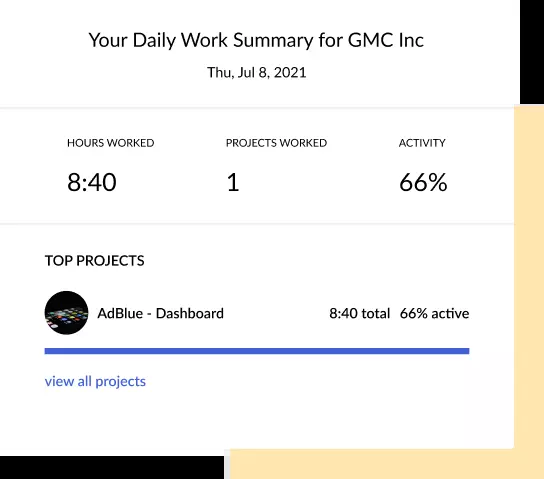 Your Daily Work Summary for GMC Inc
Thu, Jul 8, 2021
HOURS WORKED PROJECTS WORKED ACTIVITY
8:40 1 66%
TOP PROJECTS
AdBlue - Dashboard 8:40 total 66% active
view all projects